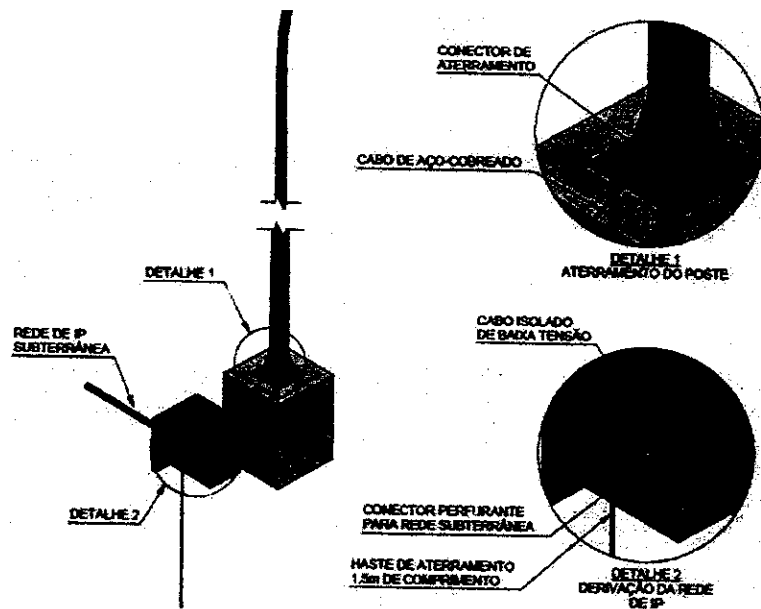 CONECTOR DE
ATERRAMENTO
CABO DE AÇO-COBREADO
DETALHE 1
ATERRAMENTO DO POSTE
DETALHE 1
REDE DE IP
SUBTERRÂNEA
DETALHE 2
CABO ISOLADO
DE BAIXA TENSÃO
CONECTOR PERFURANTE
PARA REDE SUBTERRÂNEA
HASTE DE ATERRAMENTO
1,5m DE COMPRIMENTO
DETALHE 2
DERIVAÇÃO DA REDE
DE IP